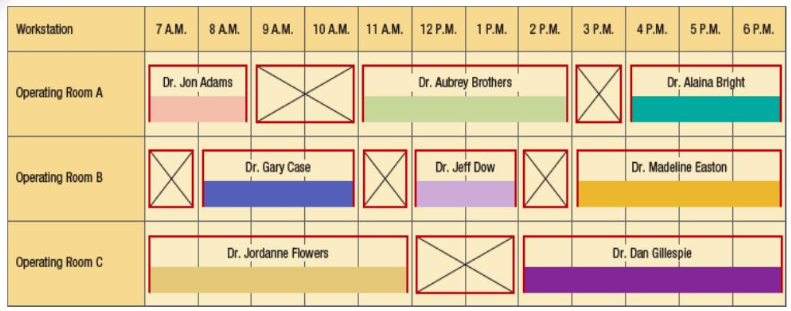 Workstation 7 A.M. 8 A.M. 9 A.M. 10 A.M. 11 A.M. 12 P.M. 1 P.M. 2 P.M. 3 P.M. 4 P.M. 5 P.M. 6 P.M.
Operating Room A Dr. Jon Adams Dr. Aubrey Brothers Dr. Alaina Bright
Operating Room B Dr. Gary Case Dr. Jeff Dow Dr. Madeline Easton
Operating Room C Dr. Jordanne Flowers Dr. Dan Gillespie